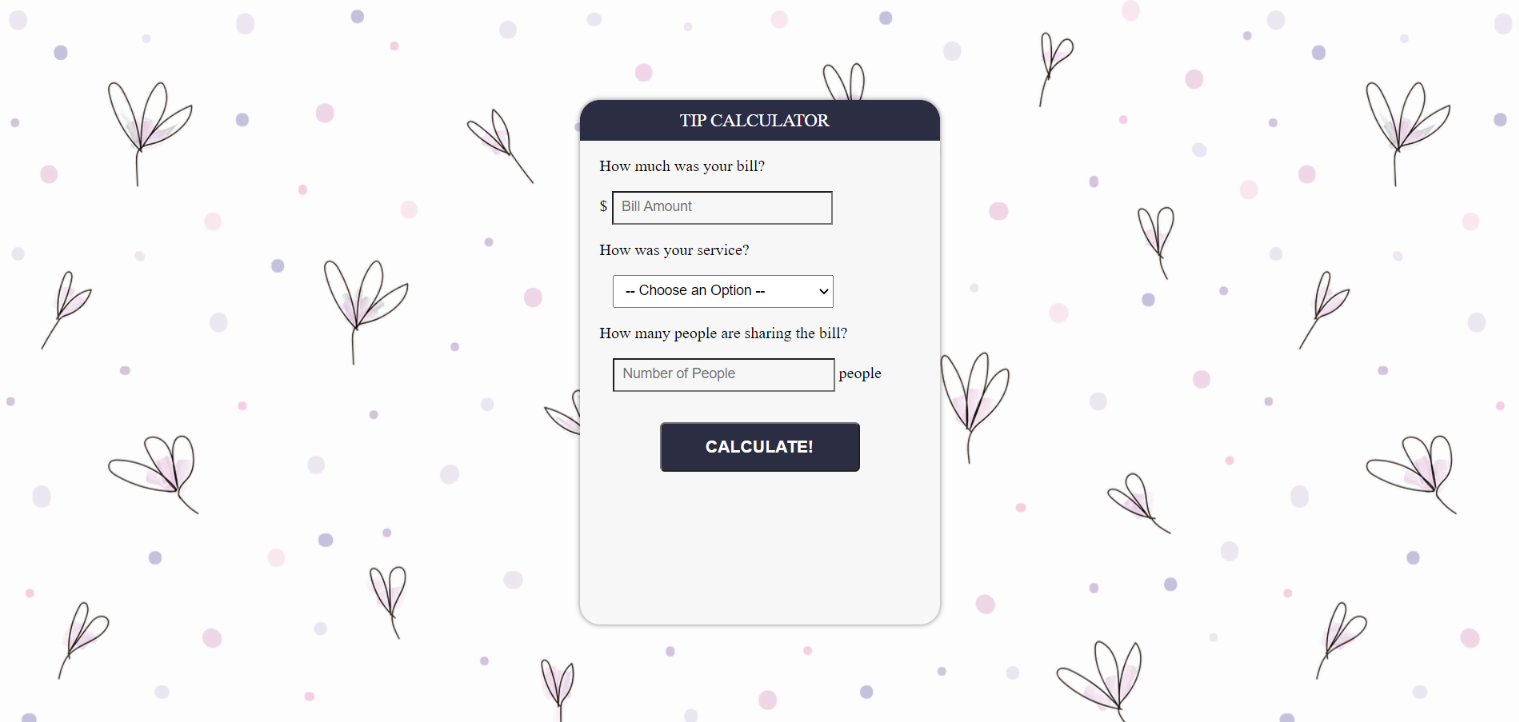 TIP CALCULATOR
How much was your bill?
$ Bill Amount
How was your service?
-- Choose an Option --
How many people are sharing the bill?
Number of People people
CALCULATE!